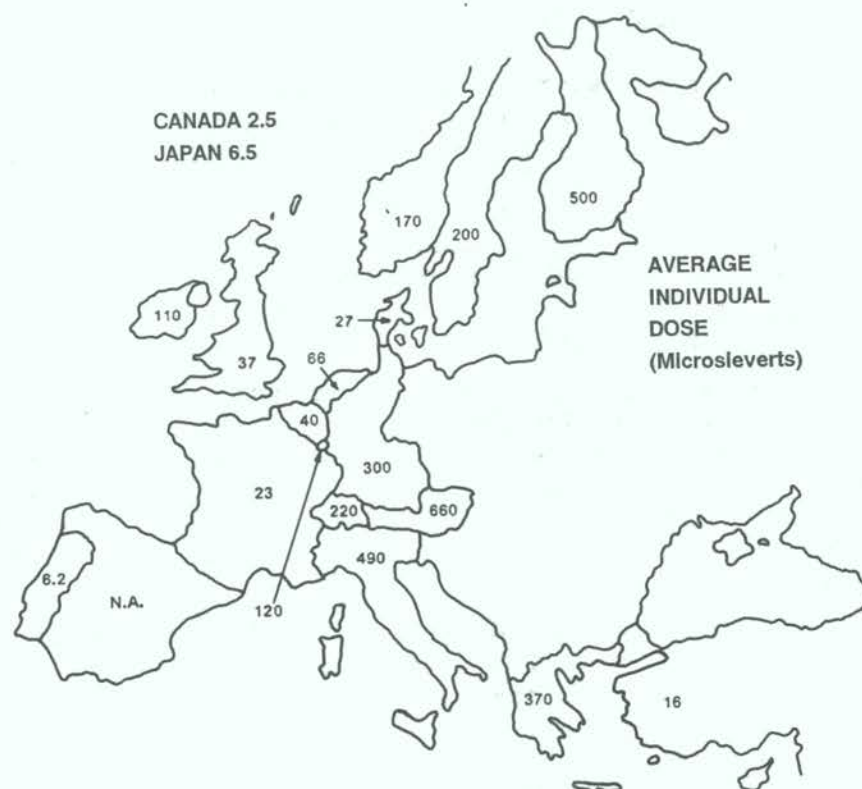 CANADA 2.5
JAPAN 6.5
170
200
500
AVERAGE
INDIVIDUAL
DOSE
(Microsieverts)
110
37
27
66
40
300
23
220
660
490
6.2
N.A.
120
370
16